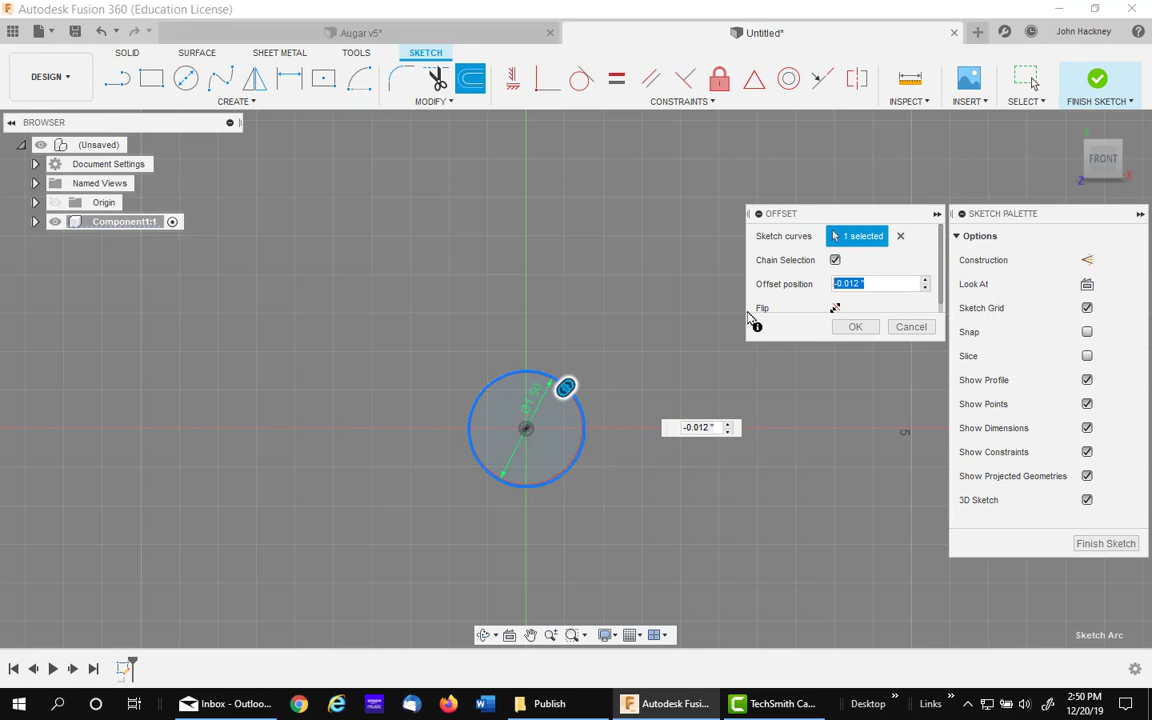 Autodesk Fusion 360 (Education License)
Augar v5*
Untitled*
John Hackney
SOLID SURFACE SHEET METAL TOOLS SKETCH
DESIGN ▾
CREATE ▾ MODIFY ▾ CONSTRAINTS ▾ INSPECT ▾ INSERT ▾ SELECT ▾ FINISH SKETCH ▾
BROWSER
(Unsaved)
Document Settings
Named Views
Origin
Component1:1
FRONT
X
Z
OFFSET
Sketch curves 1 selected
Chain Selection
Offset position -0.012 "
Flip
OK Cancel
SKETCH PALETTE
Options
Construction
Look At
Sketch Grid
Snap
Slice
Show Profile
Show Points
Show Dimensions
Show Constraints
Show Projected Geometries
3D Sketch
Finish Sketch
Ø1.50
-0.012 "
5
Sketch Arc
Inbox - Outloo...
Publish
Autodesk Fusi...
TechSmith Ca...
Desktop
Links
2:50 PM
12/20/19